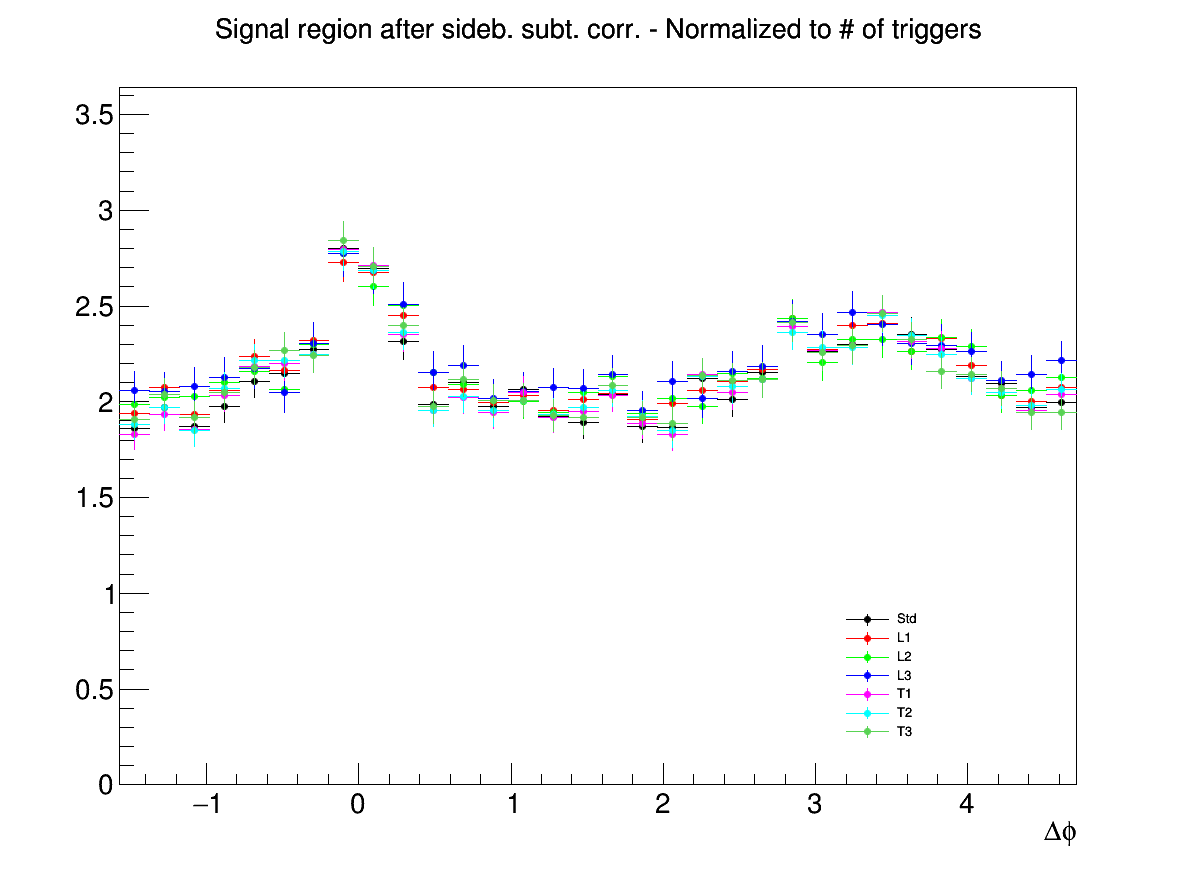 Signal region after sideb. subt. corr. - Normalized to # of triggers
3.5
3
2.5
2
1.5
1
0.5
0
−1 0 1 2 3 4
Δϕ
Std
L1
L2
L3
T1
T2
T3